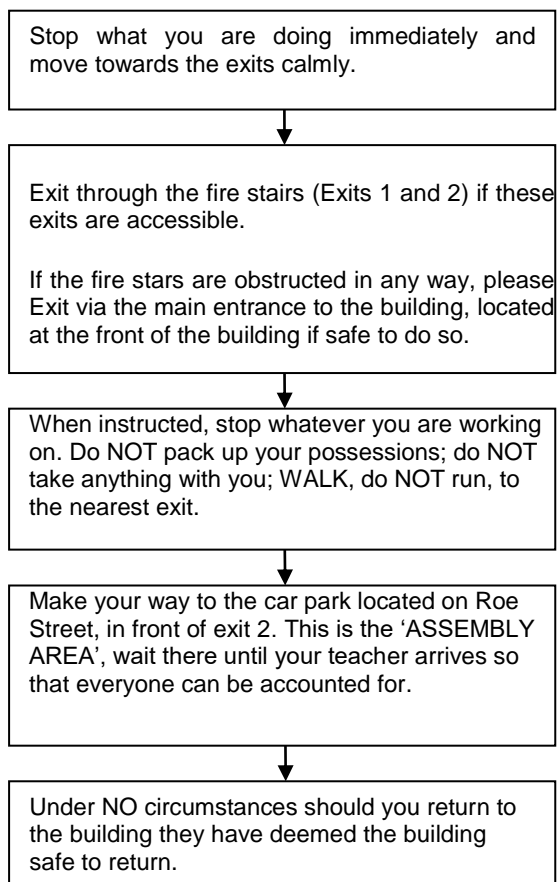 Stop what you are doing immediately and
move towards the exits calmly.
Exit through the fire stairs (Exits 1 and 2) if these
exits are accessible.
If the fire stars are obstructed in any way, please
Exit via the main entrance to the building, located
at the front of the building if safe to do so.
When instructed, stop whatever you are working
on. Do NOT pack up your possessions; do NOT
take anything with you; WALK, do NOT run, to
the nearest exit.
Make your way to the car park located on Roe
Street, in front of exit 2. This is the ‘ASSEMBLY
AREA’, wait there until your teacher arrives so
that everyone can be accounted for.
Under NO circumstances should you return to
the building they have deemed the building
safe to return.